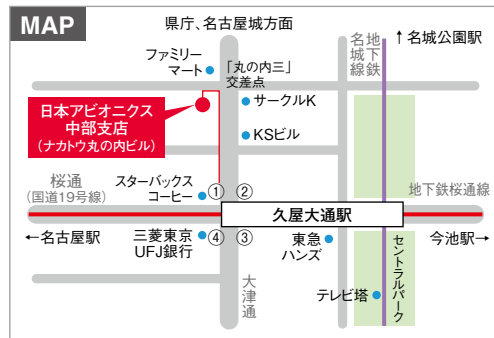 MAP
県庁、名古屋城方面
ファミリー
マート
「丸の内三」
交差点
地下鉄
名城線
↑名城公園駅
日本アビオニクス
中部支店
(ナカトウ丸の内ビル)
サークルK
KSビル
桜通
(国道19号線)
スターバックス
コーヒー
① ②
地下鉄桜通線
久屋大通駅
←名古屋駅
三菱東京
UFJ銀行
④ ③
東急
ハンズ
今池駅→
大津通
テレビ塔
セントラルパーク